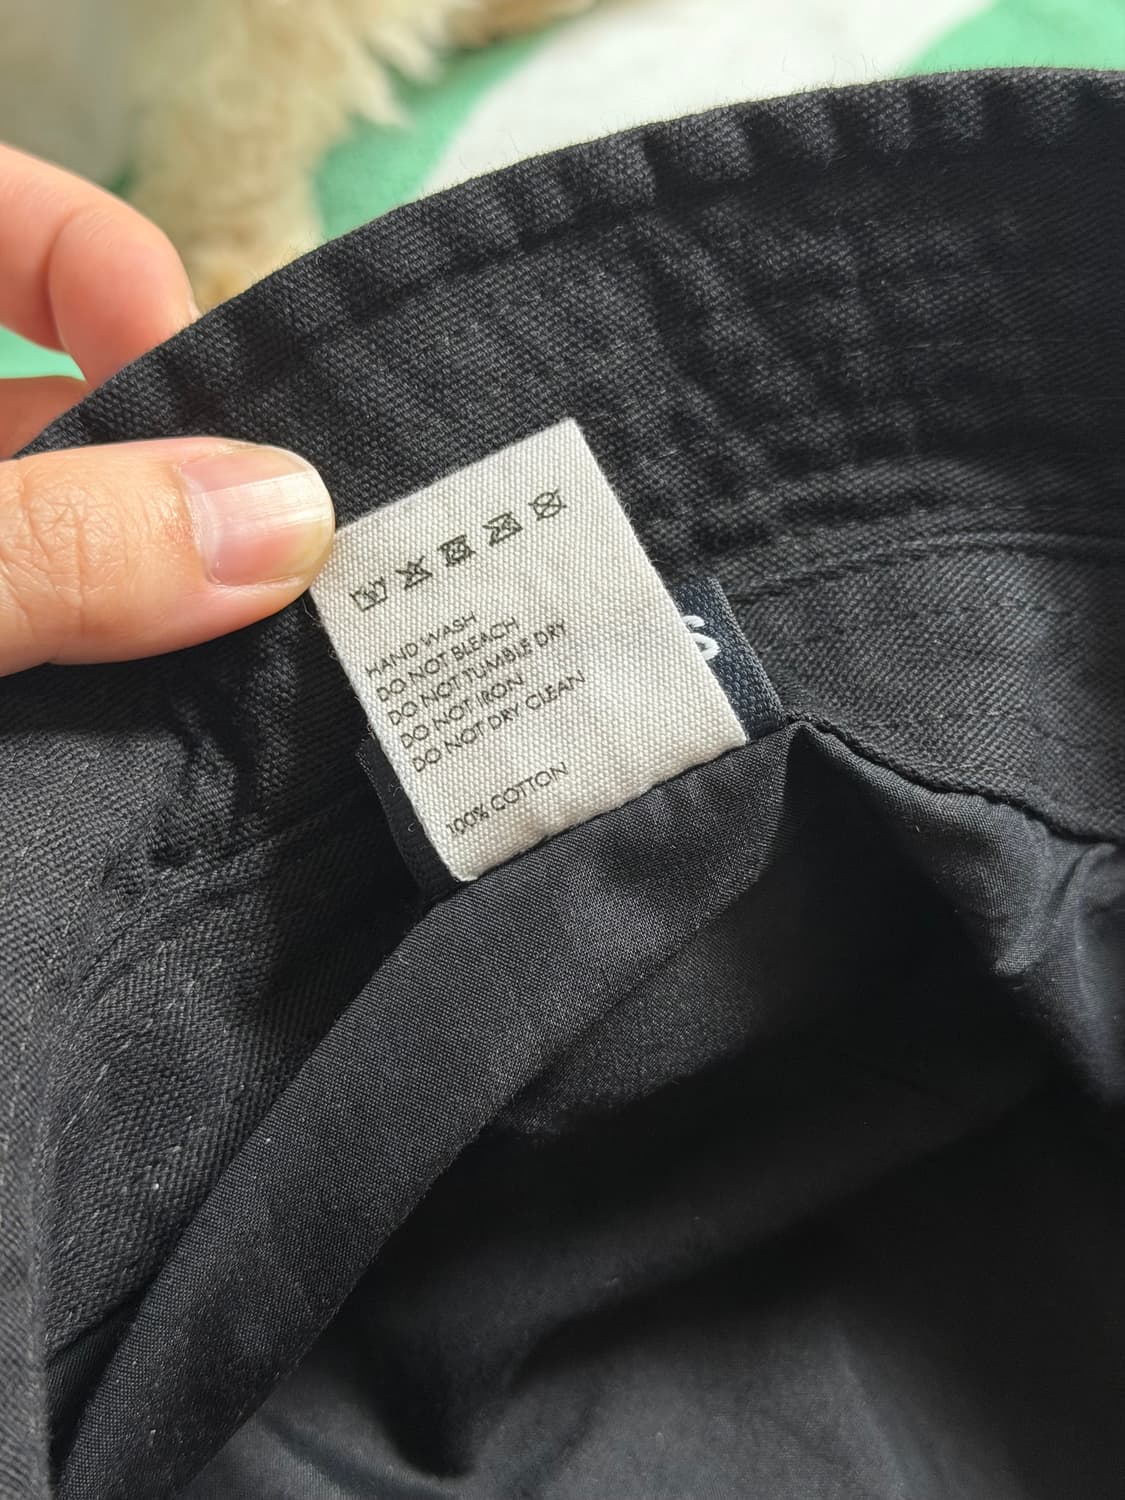 HAND WASH
DO NOT BLEACH
DO NOT TUMBLE DRY
DO NOT IRON
DO NOT DRY CLEAN
100% COTTON
S